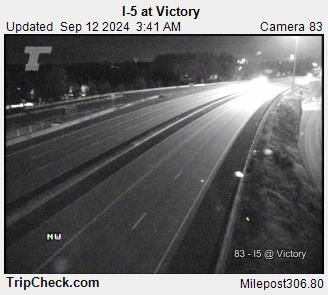 I-5 at Victory
Updated Sep 12 2024 3:41 AM Camera 83
T
NW
83 - I5 @ Victory
TripCheck.com Milepost306.80